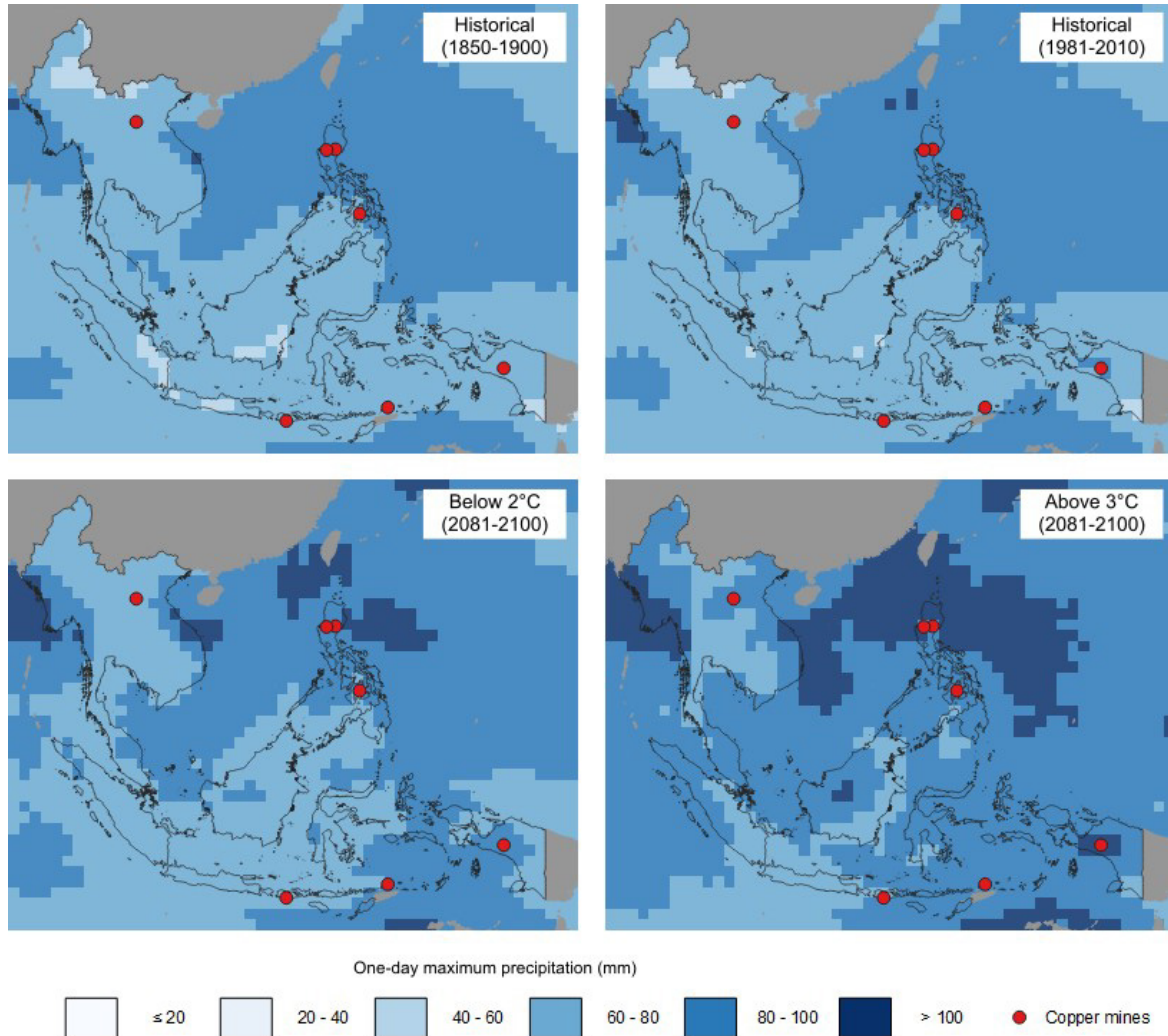 Historical
(1850-1900)
Historical
(1981-2010)
Below 2°C
(2081-2100)
Above 3°C
(2081-2100)
One-day maximum precipitation (mm)
≤ 20
20 - 40
40 - 60
60 - 80
80 - 100
> 100
Copper mines